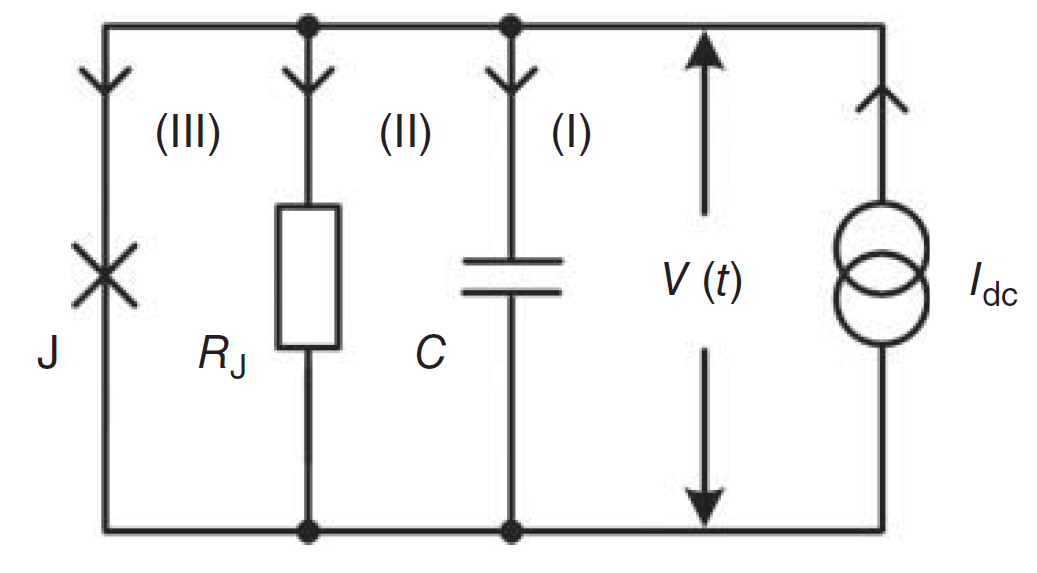 (III) (II) (I)
V (t)
I_dc
J R_J C